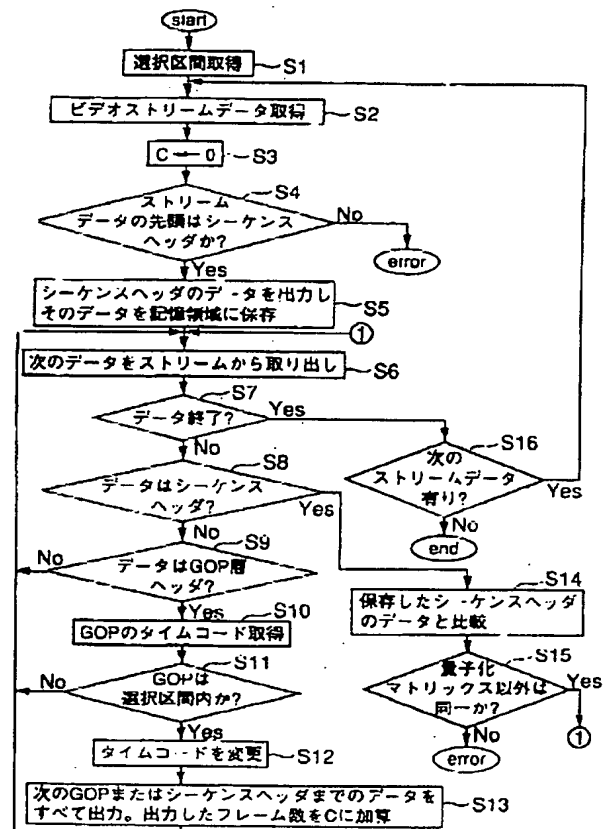 start
選択区間取得
S1
ビデオストリームデータ取得
S2
C ← 0
S3
ストリーム
データの先頭はシーケンス
ヘッダか?
S4
No
error
Yes
シーケンスヘッダのデータを出力し
そのデータを記憶領域に保存
S5
①
次のデータをストリームから取り出し
S6
データ終了?
S7
Yes
No
次の
ストリームデータ
有り?
S16
Yes
No
end
データはシーケンス
ヘッダ?
S8
Yes
No
データはGOP層
ヘッダ?
S9
No
Yes
GOPのタイムコード取得
S10
保存したシーケンスヘッダ
のデータと比較
S14
GOPは
選択区間内か?
S11
No
Yes
量子化
マトリックス以外は
同一か?
S15
Yes
①
No
error
タイムコードを変更
S12
次のGOPまたはシーケンスヘッダまでのデータを
すべて出力。出力したフレーム数をCに加算
S13